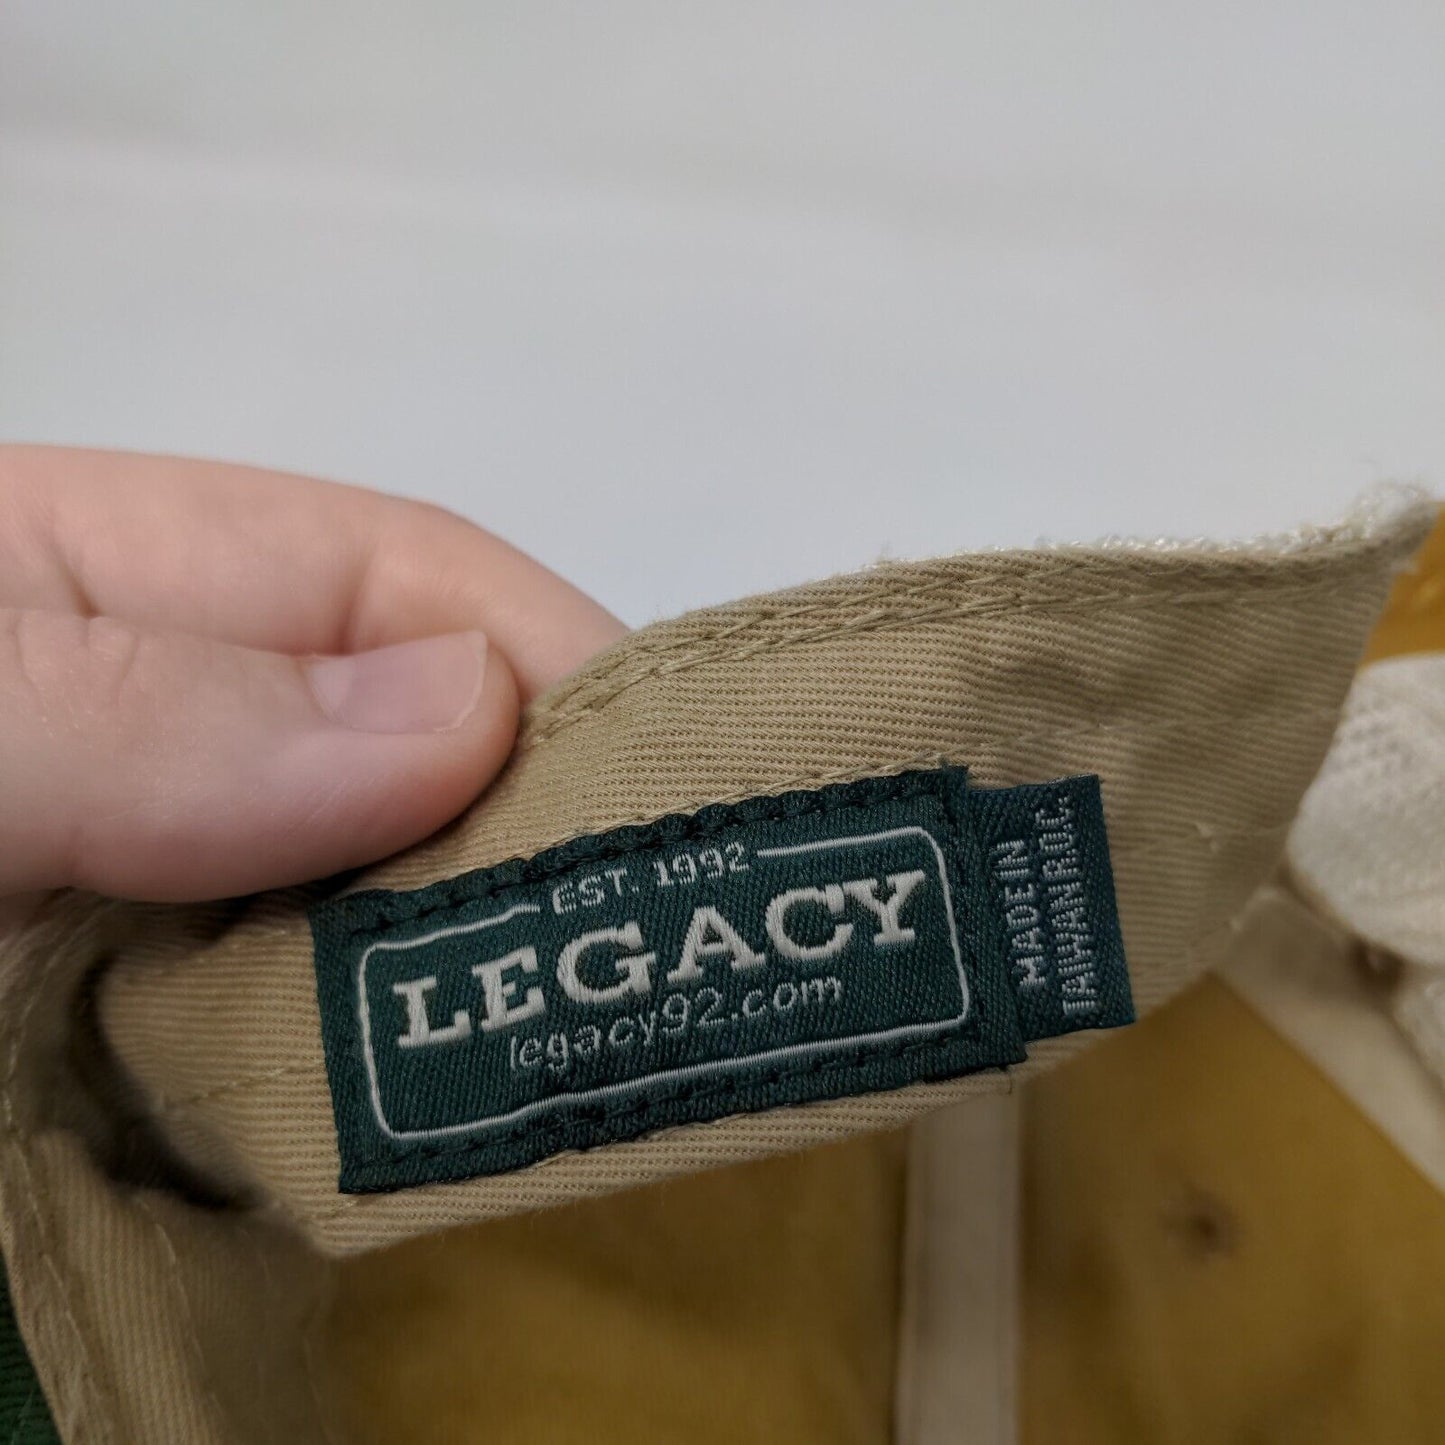 EST. 1992
LEGACY
legacy92.com
MADE IN
TAIWAN R.O.C.